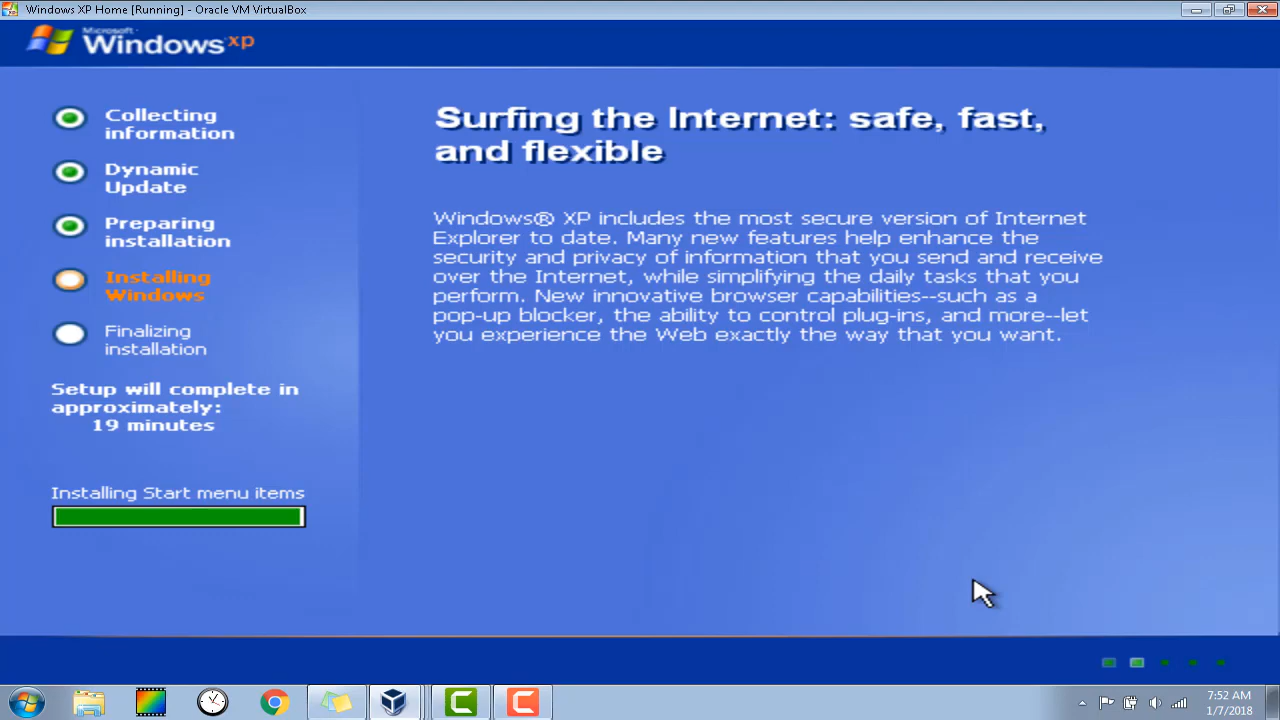 Windows XP Home [Running] - Oracle VM VirtualBox
Microsoft®
Windows xp
Collecting
information
Dynamic
Update
Preparing
installation
Installing
Windows
Finalizing
installation
Setup will complete in
approximately:
19 minutes
Installing Start menu items
Surfing the Internet: safe, fast,
and flexible
Windows® XP includes the most secure version of Internet
Explorer to date. Many new features help enhance the
security and privacy of information that you send and receive
over the Internet, while simplifying the daily tasks that you
perform. New innovative browser capabilities--such as a
pop-up blocker, the ability to control plug-ins, and more--let
you experience the Web exactly the way that you want.
7:52 AM
1/7/2018